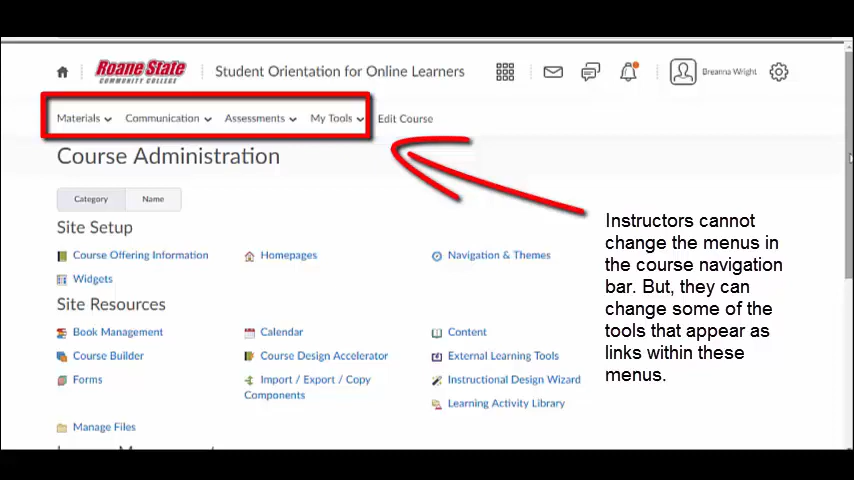 Roane State
COMMUNITY COLLEGE
Student Orientation for Online Learners
Breanna Wright
Materials Communication Assessments My Tools Edit Course
Course Administration
Category Name
Site Setup
Course Offering Information Homepages Navigation & Themes
Widgets
Site Resources
Book Management Calendar Content
Course Builder Course Design Accelerator External Learning Tools
Forms Import / Export / Copy Instructional Design Wizard
Components
Learning Activity Library
Manage Files
Instructors cannot
change the menus in
the course navigation
bar. But, they can
change some of the
tools that appear as
links within these
menus.